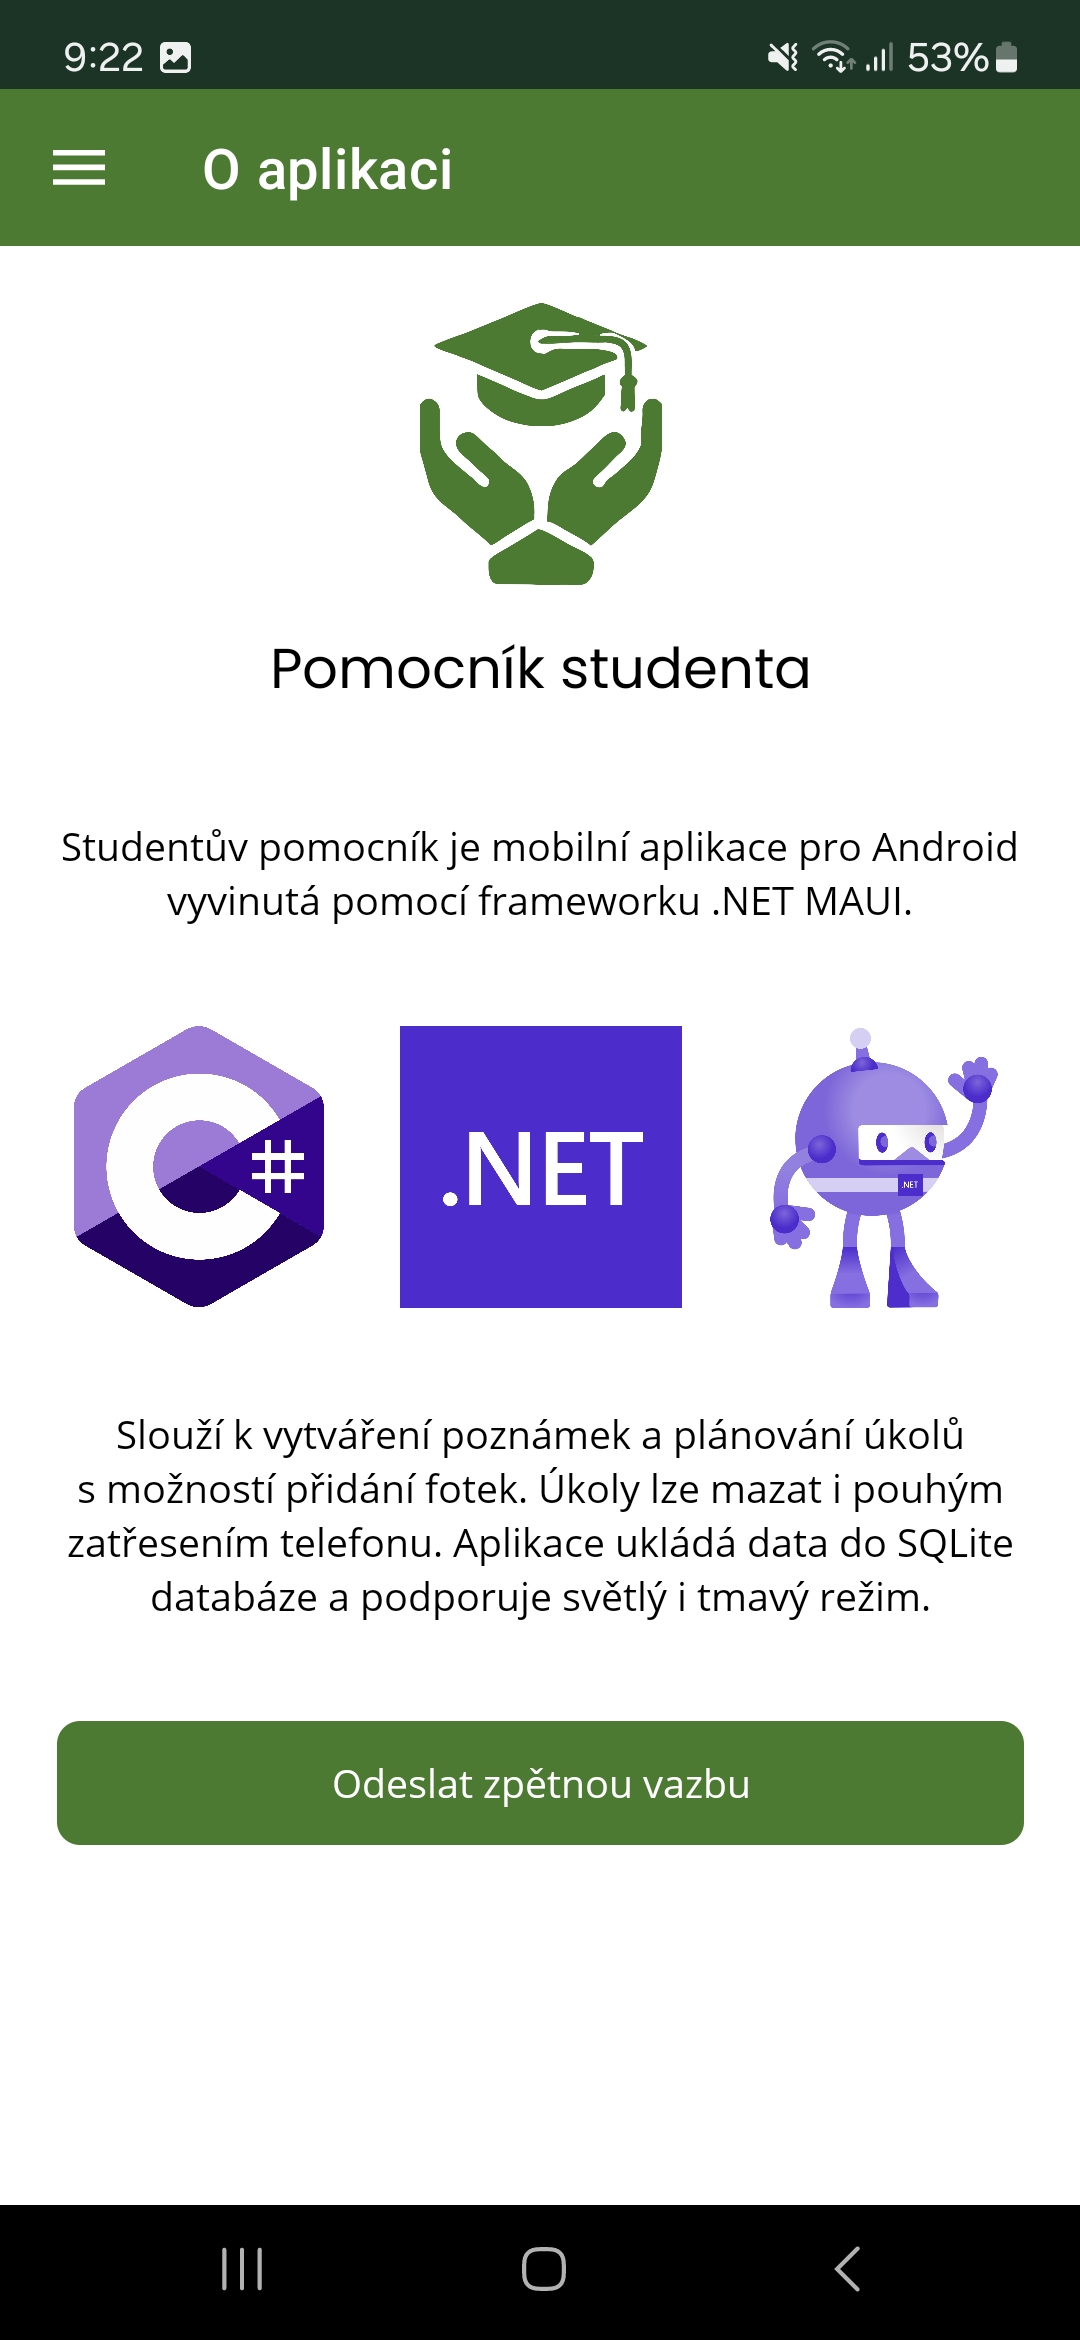 9:22
53%
O aplikaci
Pomocník studenta
Studentův pomocník je mobilní aplikace pro Android
vyvinutá pomocí frameworku .NET MAUI.
C#
.NET
.NET
Slouží k vytváření poznámek a plánování úkolů
s možností přidání fotek. Úkoly lze mazat i pouhým
zatřesením telefonu. Aplikace ukládá data do SQLite
databáze a podporuje světlý i tmavý režim.
Odeslat zpětnou vazbu